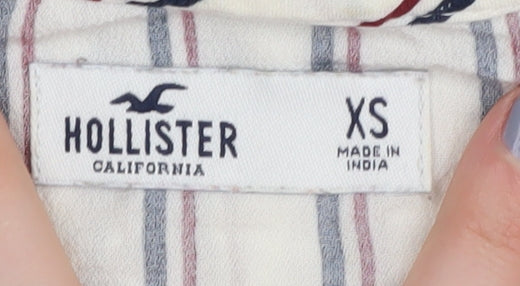 HOLLISTER
CALIFORNIA
XS
MADE IN
INDIA